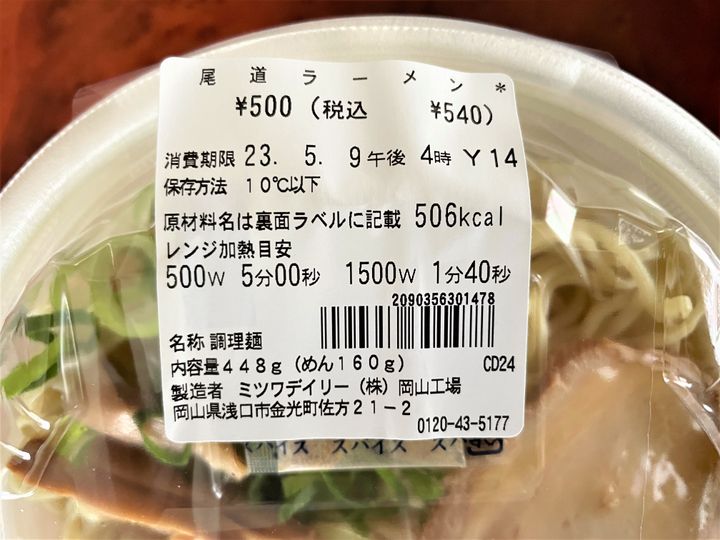 尾道ラーメン*
¥500（税込 ¥540）
消費期限 23. 5. 9午後 4時 Y14
保存方法 10℃以下
原材料名は裏面ラベルに記載 506kcal
レンジ加熱目安
500W 5分00秒 1500W 1分40秒
2090356301478
名称 調理麺
内容量448g（めん160g） CD24
製造者 ミツワデイリー（株）岡山工場
岡山県浅口市金光町佐方21-2
0120-43-5177
スパイス スパイス スパ